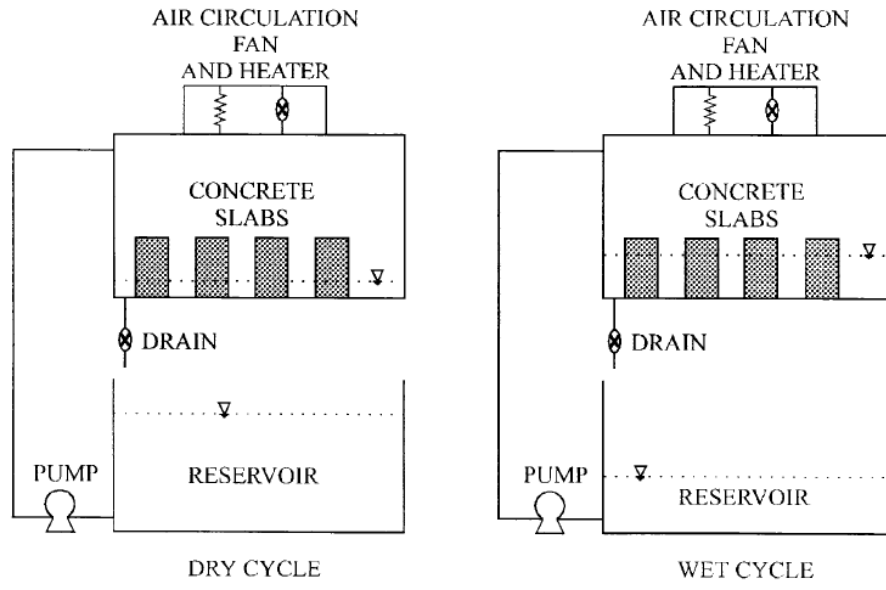 AIR CIRCULATION
FAN
AND HEATER
CONCRETE
SLABS
DRAIN
PUMP
RESERVOIR
DRY CYCLE
AIR CIRCULATION
FAN
AND HEATER
CONCRETE
SLABS
DRAIN
PUMP
RESERVOIR
WET CYCLE